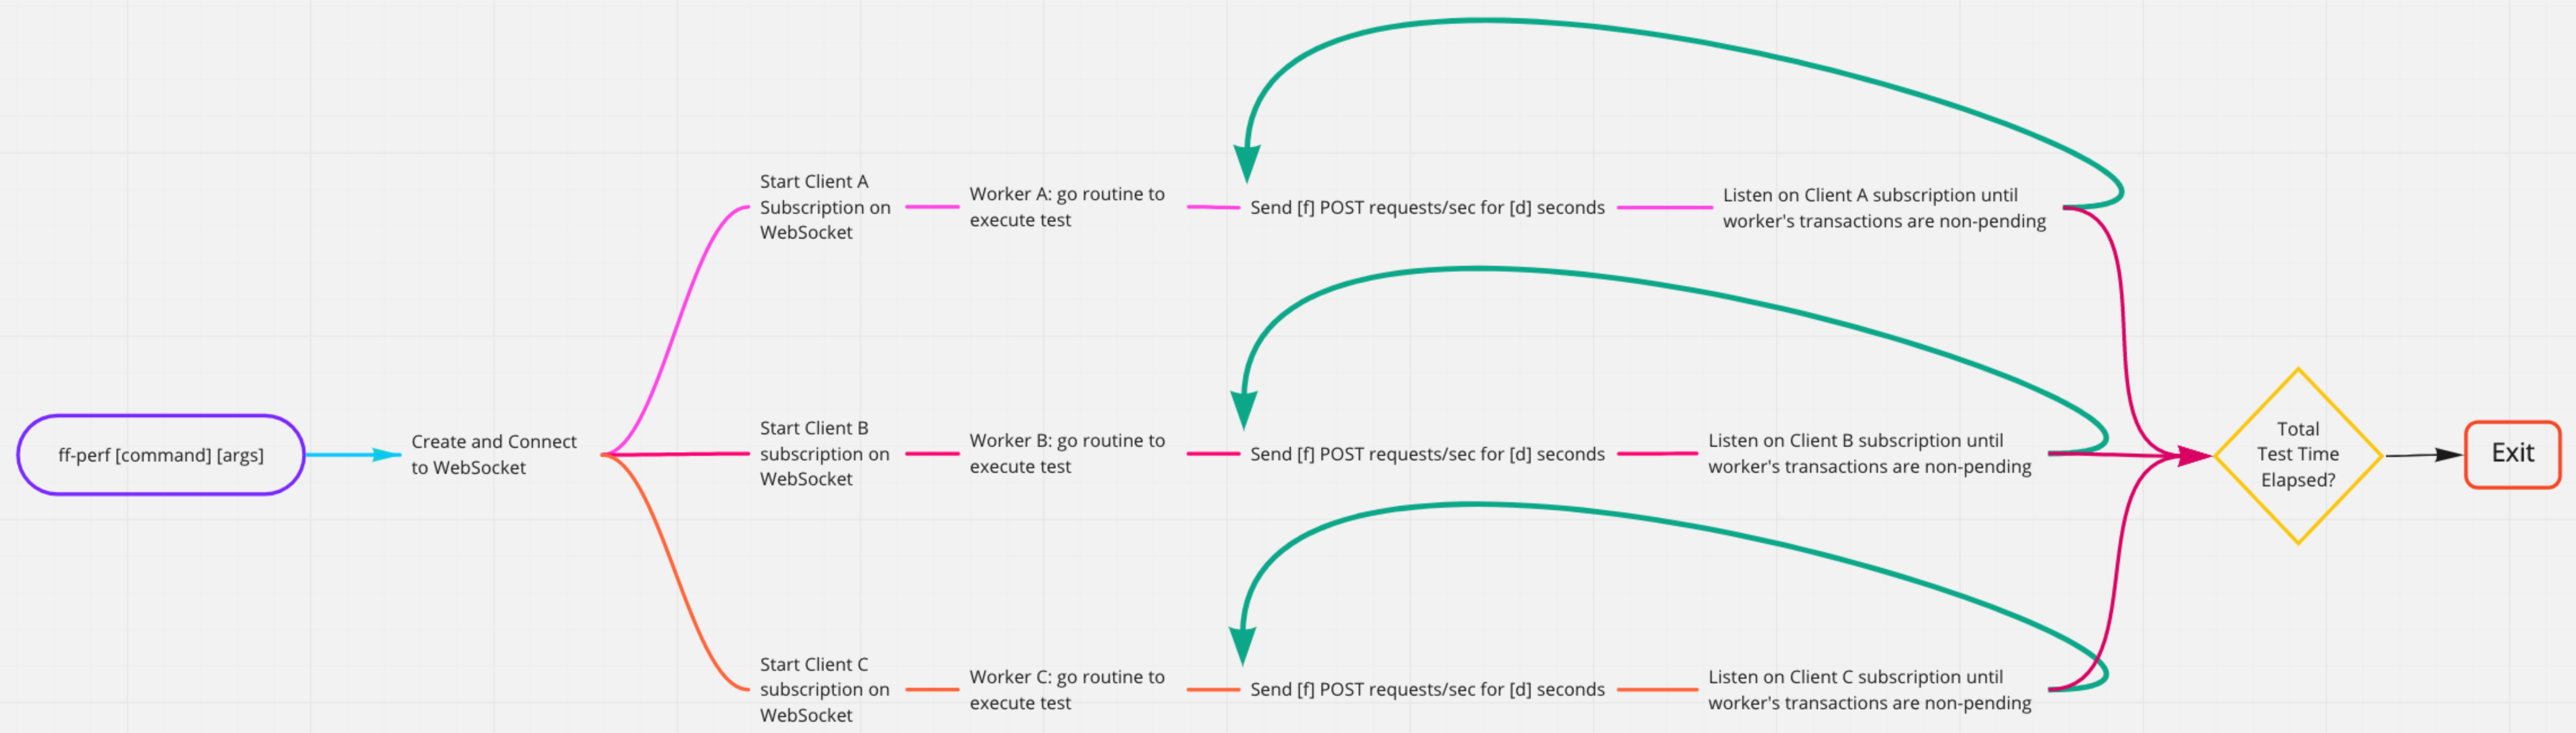 ff-perf [command] [args]
Create and Connect
to WebSocket
Start Client A
Subscription on
WebSocket
Worker A: go routine to
execute test
Send [f] POST requests/sec for [d] seconds
Listen on Client A subscription until
worker's transactions are non-pending
Start Client B
subscription on
WebSocket
Worker B: go routine to
execute test
Send [f] POST requests/sec for [d] seconds
Listen on Client B subscription until
worker's transactions are non-pending
Start Client C
subscription on
WebSocket
Worker C: go routine to
execute test
Send [f] POST requests/sec for [d] seconds
Listen on Client C subscription until
worker's transactions are non-pending
Total
Test Time
Elapsed?
Exit